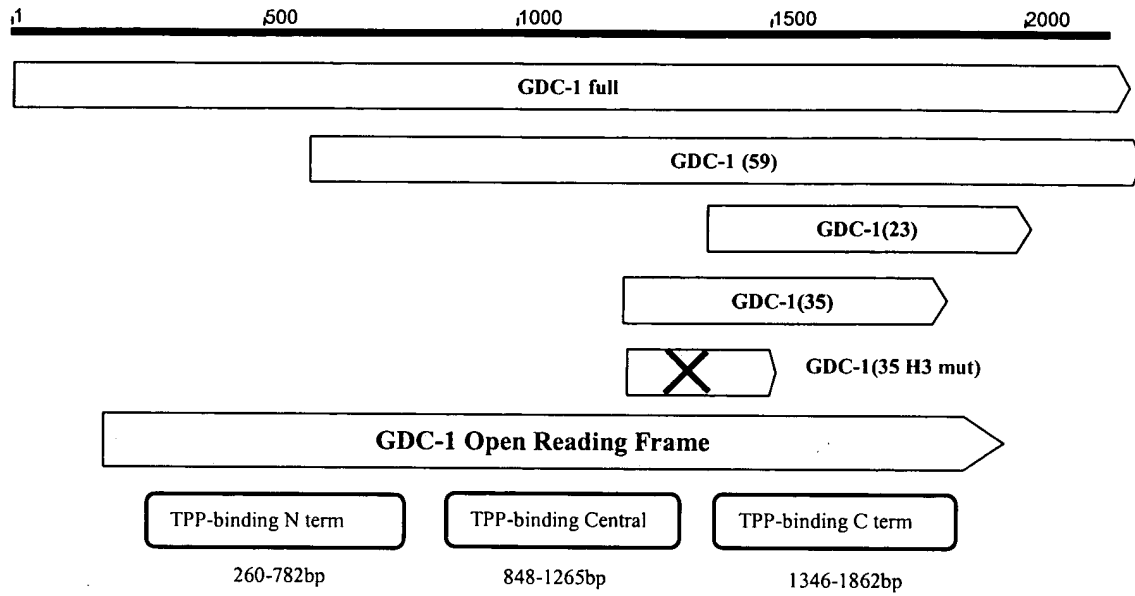 1 500 1000 1500 2000
GDC-1 full
GDC-1 (59)
GDC-1(23)
GDC-1(35)
GDC-1(35 H3 mut)
GDC-1 Open Reading Frame
TPP-binding N term TPP-binding Central TPP-binding C term
260-782bp 848-1265bp 1346-1862bp